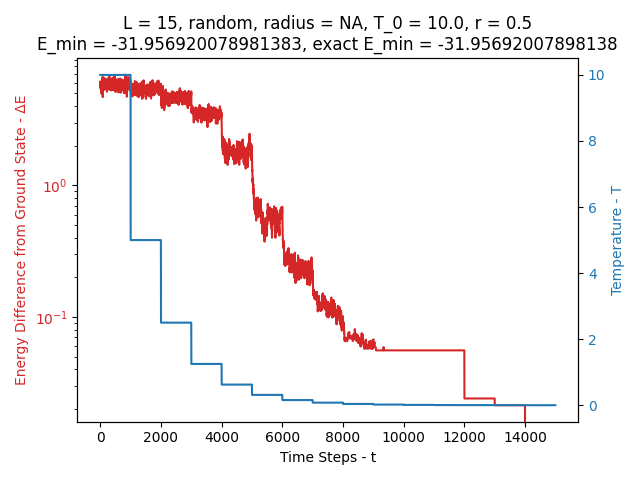 L = 15, random, radius = NA, T_0 = 10.0, r = 0.5
E_min = -31.956920078981383, exact E_min = -31.95692007898138
Energy Difference from Ground State - ΔE
10⁰
10⁻¹
10
8
6
4
2
0
Temperature - T
0 2000 4000 6000 8000 10000 12000 14000
Time Steps - t